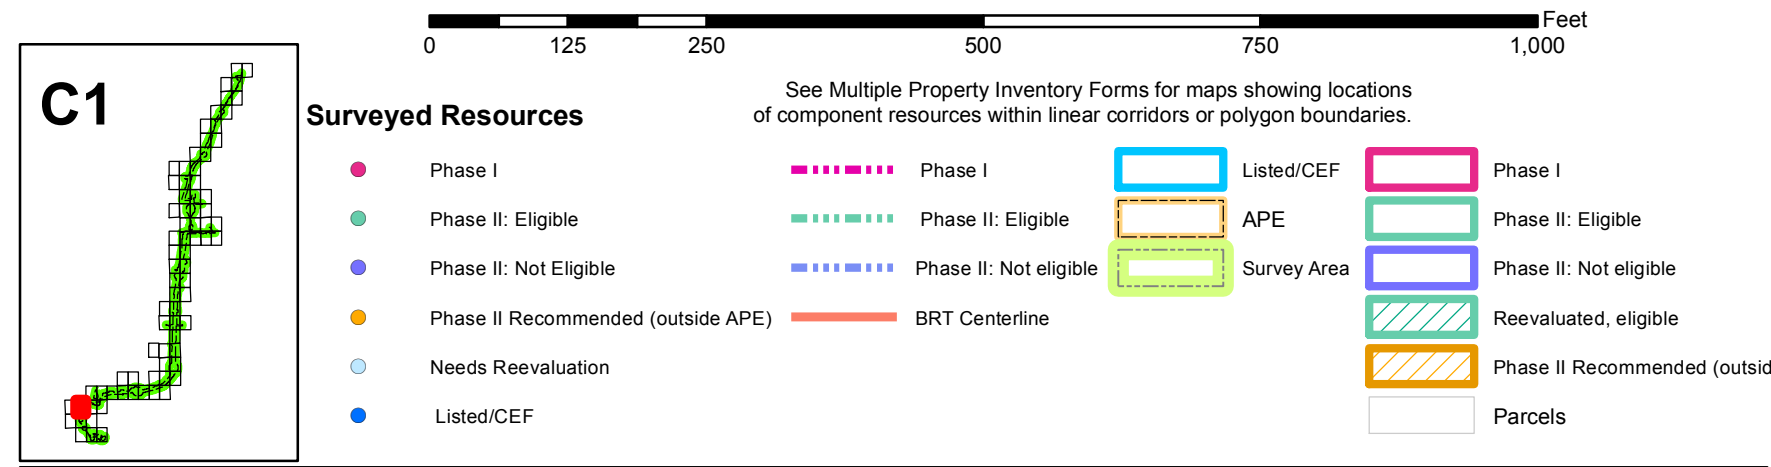 Feet
0 125 250 500 750 1,000
C1
See Multiple Property Inventory Forms for maps showing locations
of component resources within linear corridors or polygon boundaries.
Surveyed Resources
Phase I
Phase II: Eligible
Phase II: Not Eligible
Phase II Recommended (outside APE)
Needs Reevaluation
Listed/CEF
Phase I
Phase II: Eligible
Phase II: Not eligible
BRT Centerline
Listed/CEF
APE
Survey Area
Phase I
Phase II: Eligible
Phase II: Not eligible
Reevaluated, eligible
Phase II Recommended (outsid
Parcels